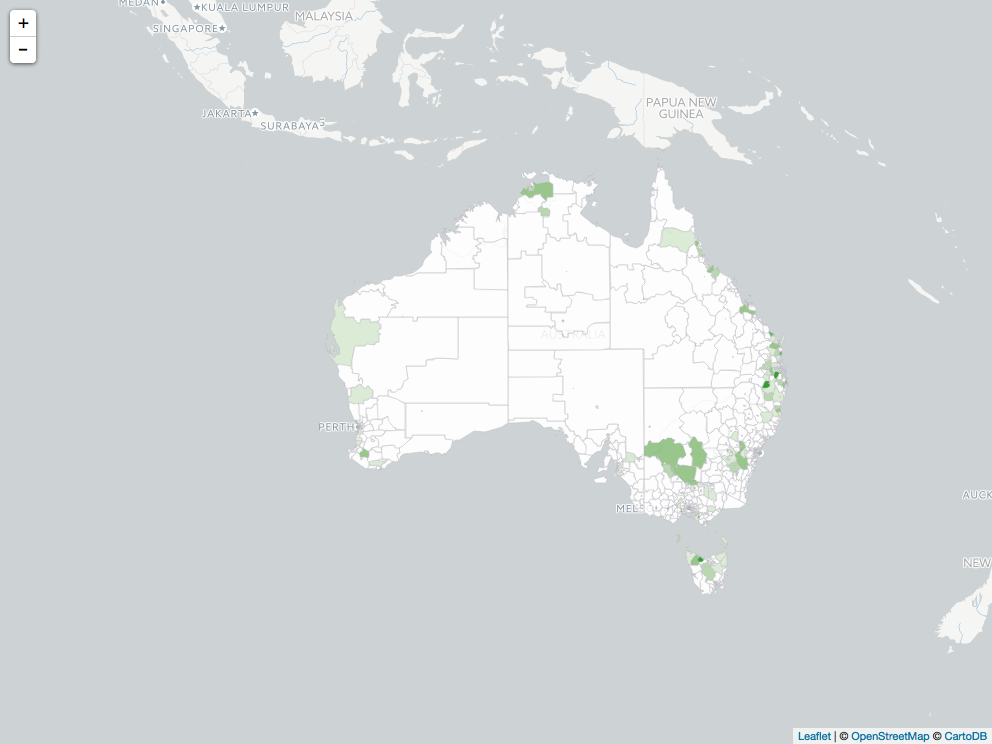 +
−
MEDAN
KUALA LUMPUR
MALAYSIA
SINGAPORE
JAKARTA
SURABAYA
PAPUA NEW
GUINEA
AUSTRALIA
PERTH
MEL
AUCK
NEW
Leaflet | © OpenStreetMap © CartoDB